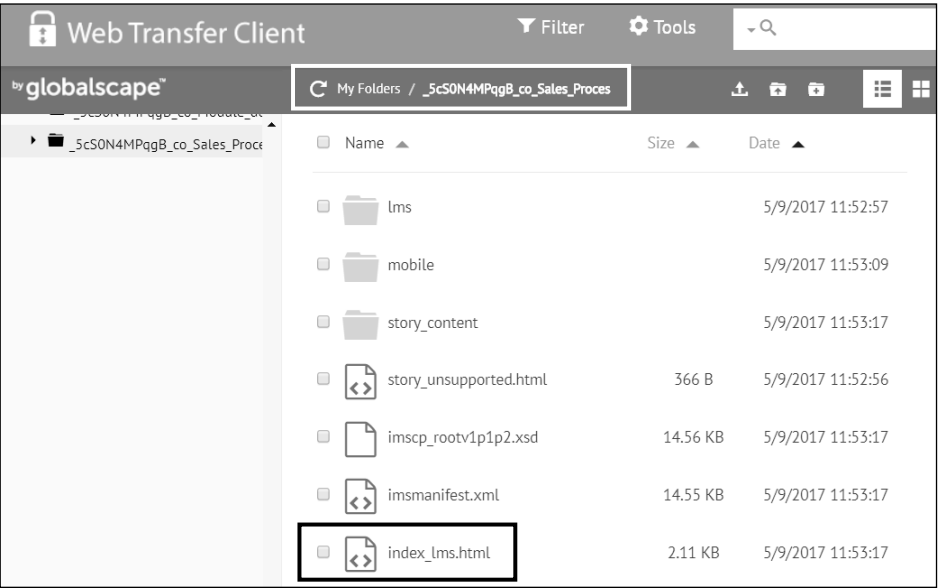 Web Transfer Client
Filter
Tools
by globalscape™
My Folders / _5cS0N4MPqgB_co_Sales_Proces
_5cS0N4MPqgB_co_Sales_Proce
Name Size Date
lms 5/9/2017 11:52:57
mobile 5/9/2017 11:53:09
story_content 5/9/2017 11:53:17
story_unsupported.html 366 B 5/9/2017 11:52:56
imscp_rootv1p1p2.xsd 14.56 KB 5/9/2017 11:53:17
imsmanifest.xml 14.55 KB 5/9/2017 11:53:17
index_lms.html 2.11 KB 5/9/2017 11:53:17